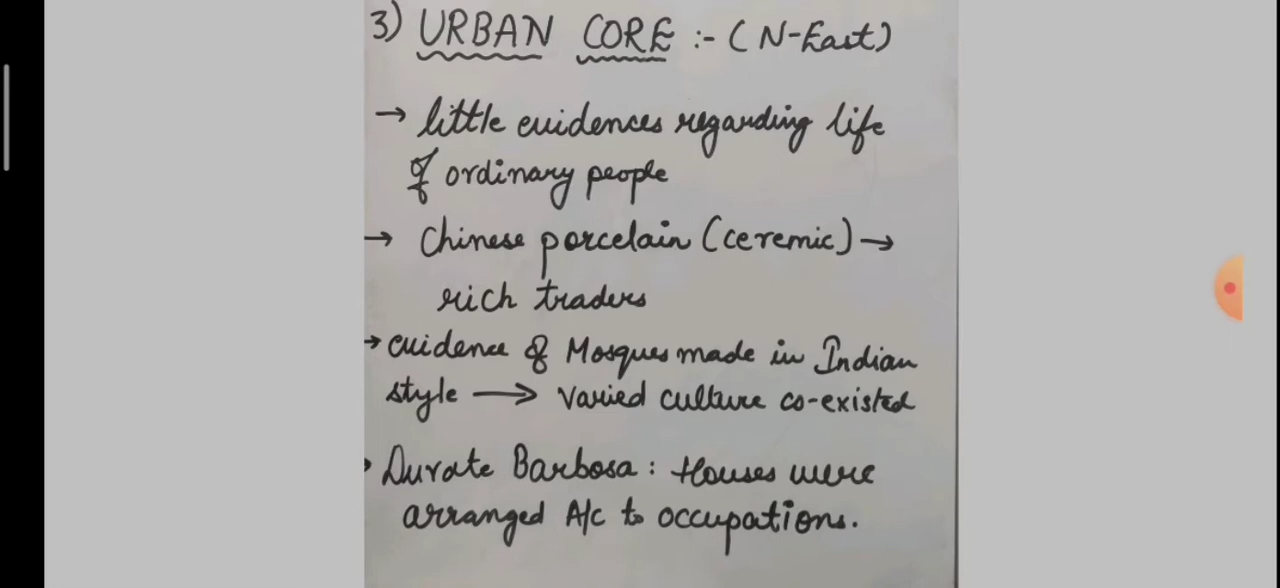 3) URBAN CORE :- (N-East)
→ little evidences regarding life
of ordinary people
→ Chinese porcelain (ceremic) →
rich traders
→ evidence of Mosques made in Indian
style → varied culture co-existed
→ Durate Barbosa : Houses were
arranged A/c to occupations.